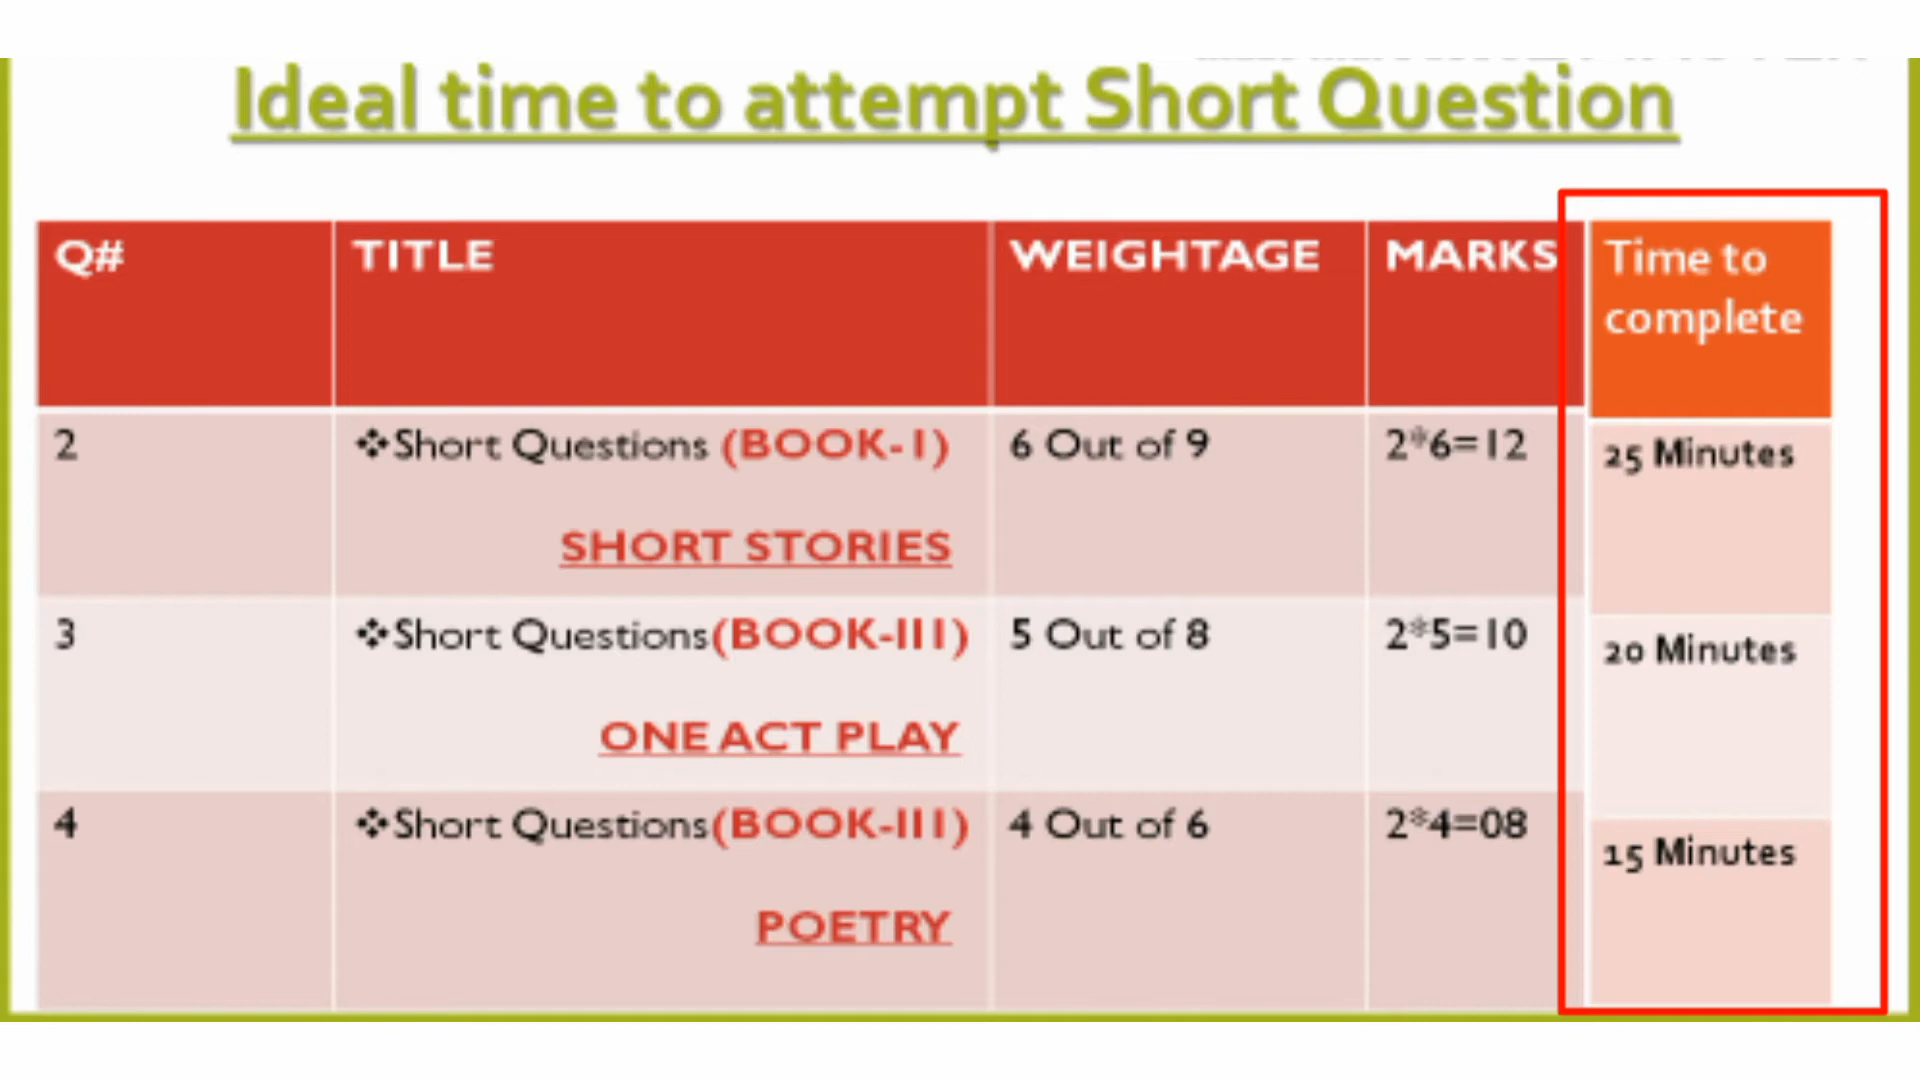 Ideal time to attempt Short Question
Q# TITLE WEIGHTAGE MARKS Time to
complete
2 ❖Short Questions (BOOK-I) 6 Out of 9 2*6=12 25 Minutes
SHORT STORIES
3 ❖Short Questions(BOOK-III) 5 Out of 8 2*5=10 20 Minutes
ONE ACT PLAY
4 ❖Short Questions(BOOK-III) 4 Out of 6 2*4=08 15 Minutes
POETRY